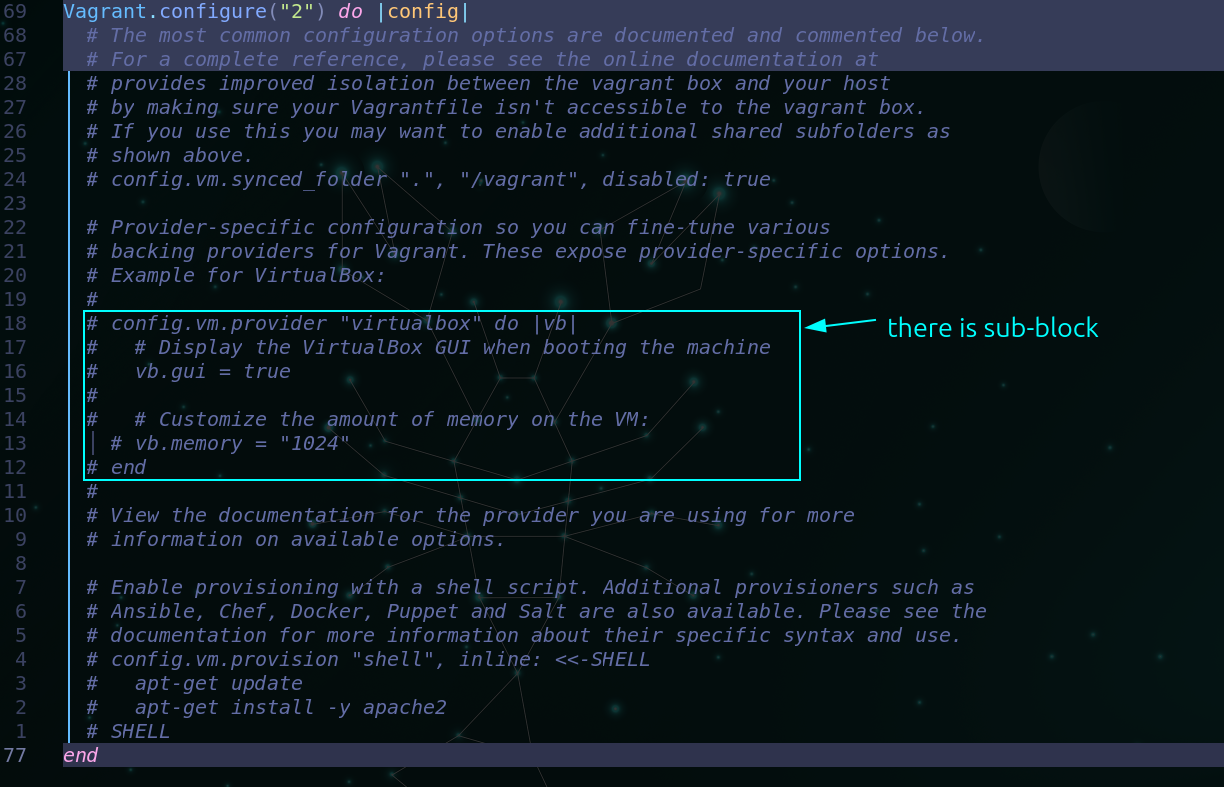 69 Vagrant.configure("2") do |config|
68   # The most common configuration options are documented and commented below.
67   # For a complete reference, please see the online documentation at
28   # provides improved isolation between the vagrant box and your host
27   # by making sure your Vagrantfile isn't accessible to the vagrant box.
26   # If you use this you may want to enable additional shared subfolders as
25   # shown above.
24   # config.vm.synced_folder ".", "/vagrant", disabled: true
23
22   # Provider-specific configuration so you can fine-tune various
21   # backing providers for Vagrant. These expose provider-specific options.
20   # Example for VirtualBox:
19   #
18   # config.vm.provider "virtualbox" do |vb|
there is sub-block
17   #   # Display the VirtualBox GUI when booting the machine
16   #   vb.gui = true
15   #
14   #   # Customize the amount of memory on the VM:
13   | # vb.memory = "1024"
12   # end
11   #
10   # View the documentation for the provider you are using for more
9   # information on available options.
8
7   # Enable provisioning with a shell script. Additional provisioners such as
6   # Ansible, Chef, Docker, Puppet and Salt are also available. Please see the
5   # documentation for more information about their specific syntax and use.
4   # config.vm.provision "shell", inline: <<-SHELL
3   #   apt-get update
2   #   apt-get install -y apache2
1   # SHELL
77 end